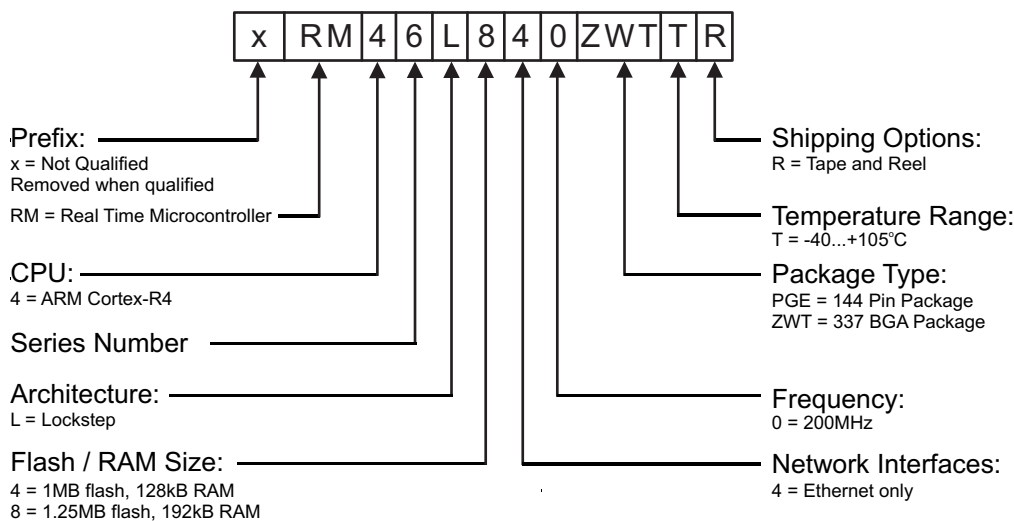 x RM 4 6 L 8 4 0 ZWT T R
Prefix:
x = Not Qualified
Removed when qualified
RM = Real Time Microcontroller
CPU:
4 = ARM Cortex-R4
Series Number
Architecture:
L = Lockstep
Flash / RAM Size:
4 = 1MB flash, 128kB RAM
8 = 1.25MB flash, 192kB RAM
Shipping Options:
R = Tape and Reel
Temperature Range:
T = -40...+105°C
Package Type:
PGE = 144 Pin Package
ZWT = 337 BGA Package
Frequency:
0 = 200MHz
Network Interfaces:
4 = Ethernet only